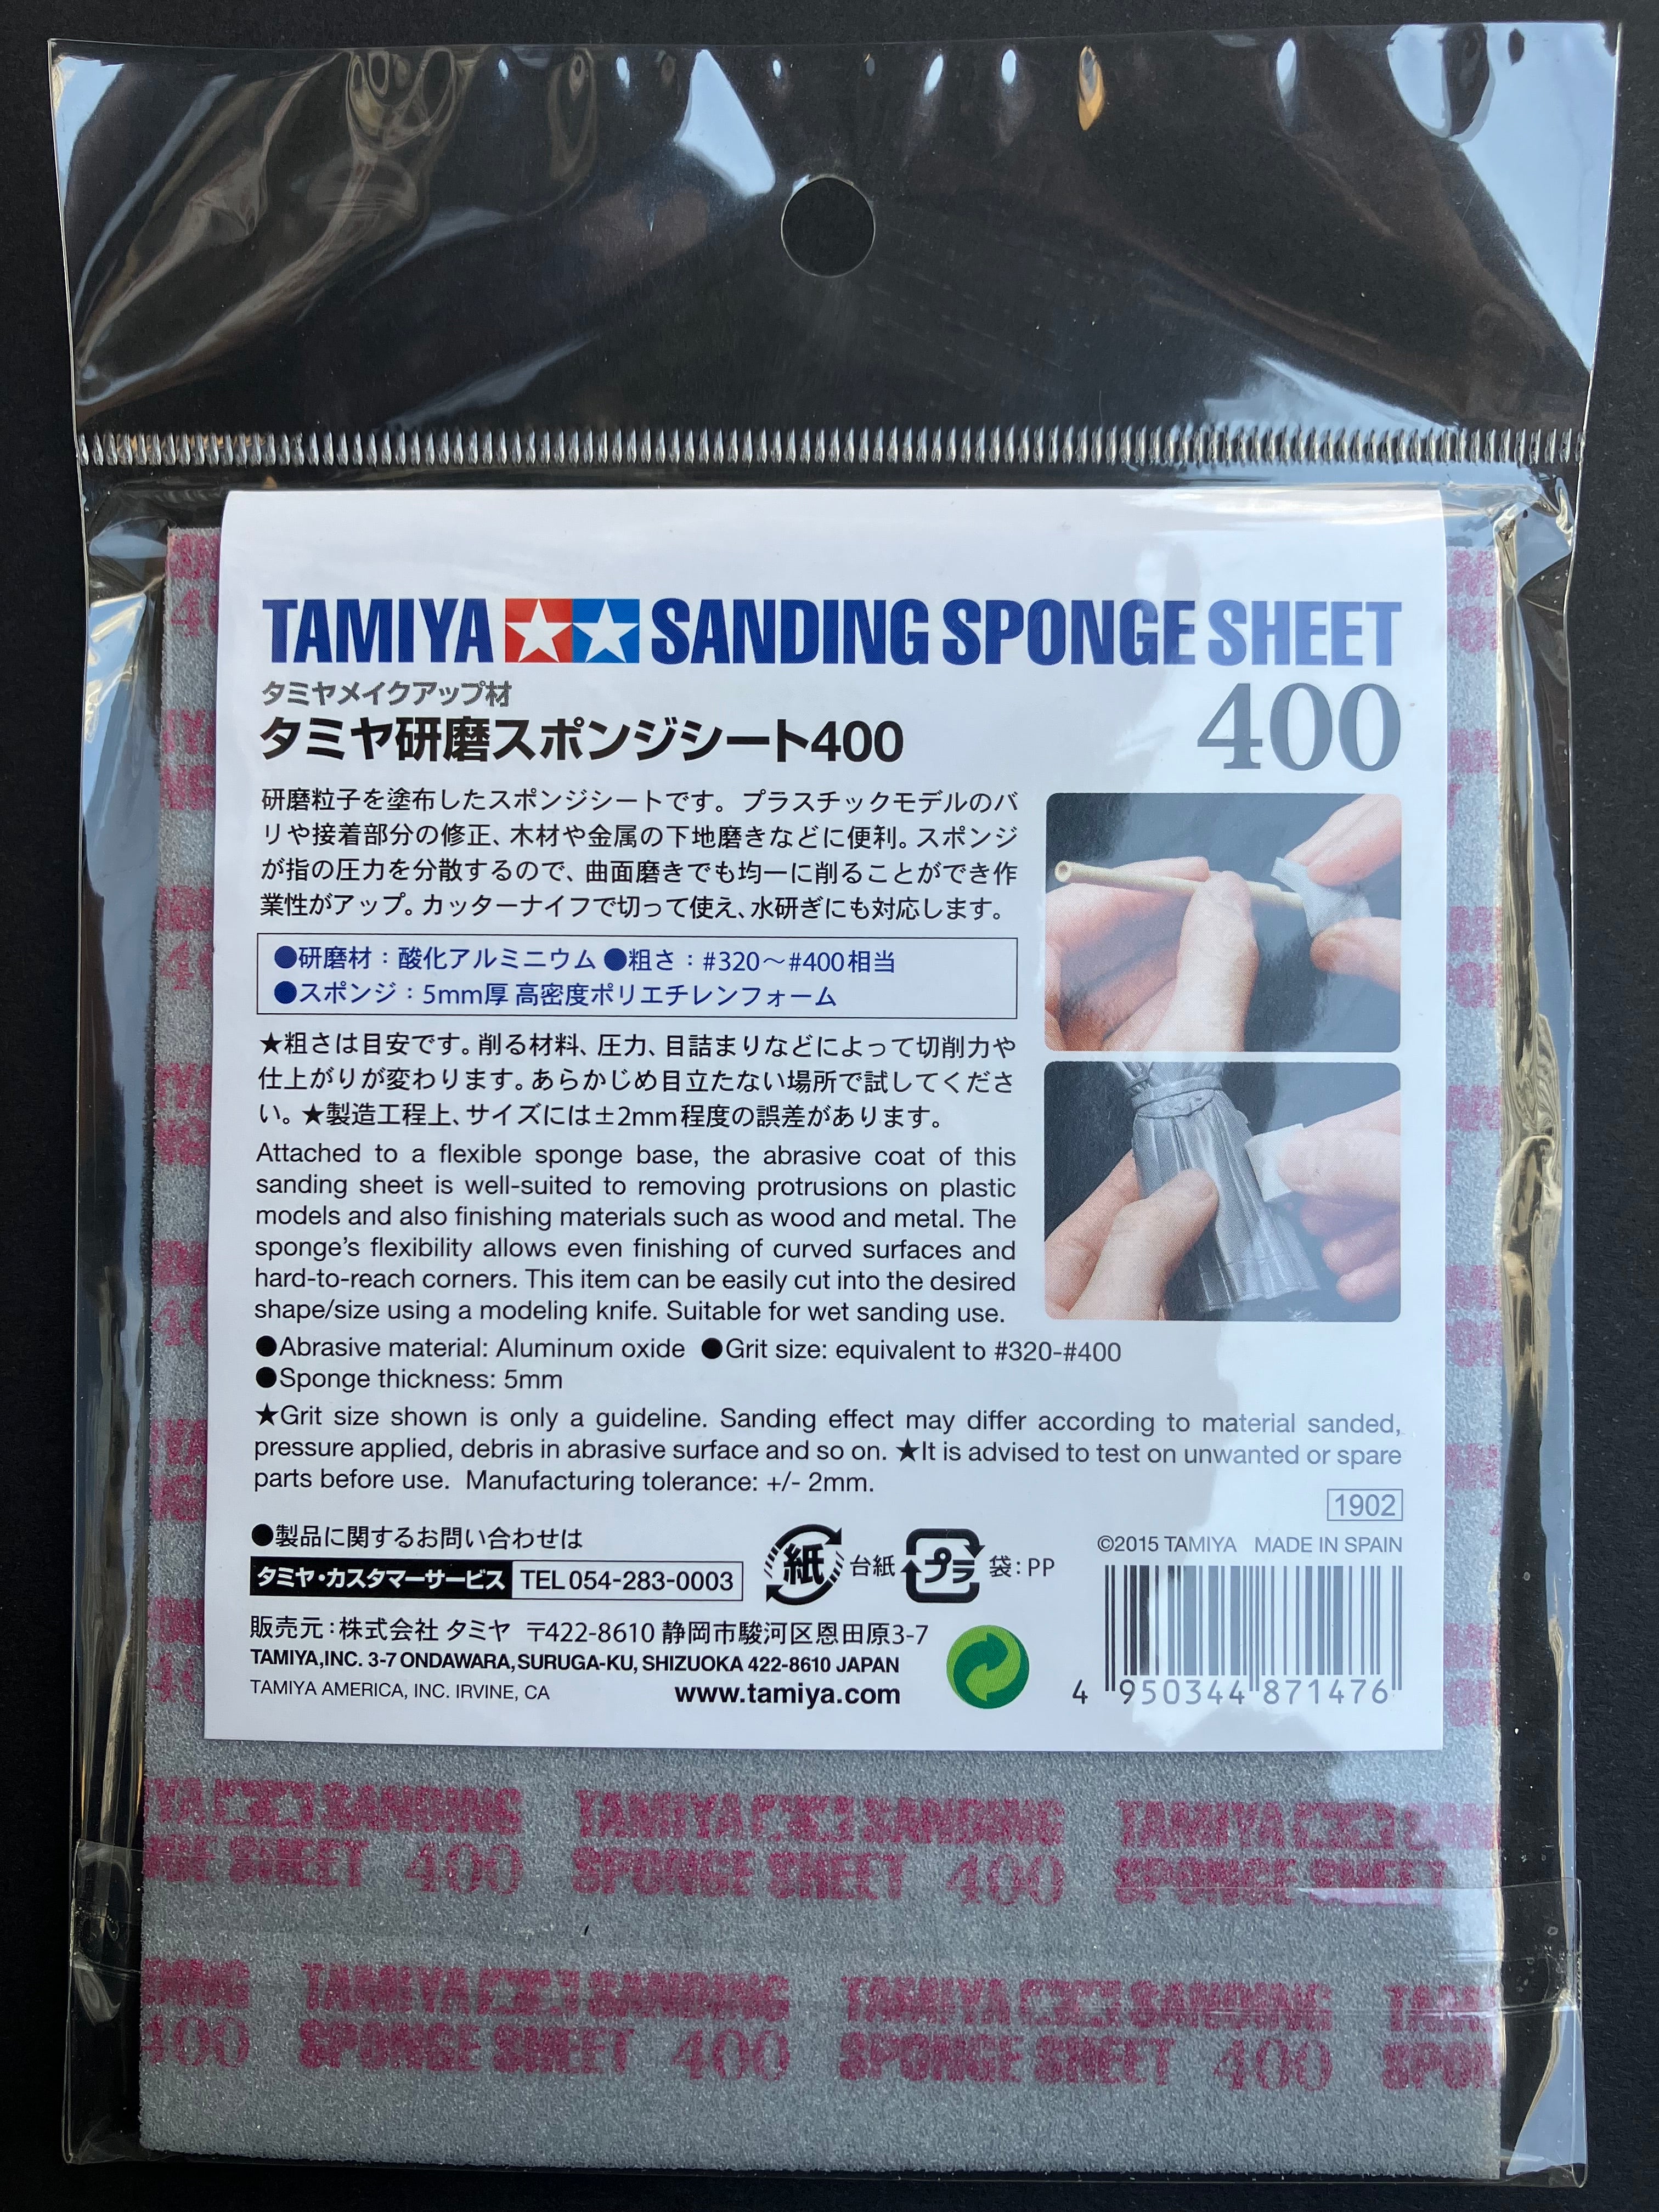 TAMIYA SANDING SPONGE SHEET
タミヤメイクアップ材
タミヤ研磨スポンジシート400
400
研磨粒子を塗布したスポンジシートです。プラスチックモデルのバ
リや接着部分の修正、木材や金属の下地磨きなどに便利。スポンジ
が指の圧力を分散するので、曲面磨きでも均一に削ることができ作
業性がアップ。カッターナイフで切って使え、水研ぎにも対応します。
●研磨材：酸化アルミニウム ●粗さ：#320〜#400相当
●スポンジ：5mm厚 高密度ポリエチレンフォーム
★粗さは目安です。削る材料、圧力、目詰まりなどによって切削力や
仕上がりが変わります。あらかじめ目立たない場所で試してくださ
い。★製造工程上、サイズには±2mm程度の誤差があります。
Attached to a flexible sponge base, the abrasive coat of this
sanding sheet is well-suited to removing protrusions on plastic
models and also finishing materials such as wood and metal. The
sponge's flexibility allows even finishing of curved surfaces and
hard-to-reach corners. This item can be easily cut into the desired
shape/size using a modeling knife. Suitable for wet sanding use.
●Abrasive material: Aluminum oxide ●Grit size: equivalent to #320-#400
●Sponge thickness: 5mm
★Grit size shown is only a guideline. Sanding effect may differ according to material sanded,
pressure applied, debris in abrasive surface and so on. ★It is advised to test on unwanted or spare
parts before use. Manufacturing tolerance: +/- 2mm.
1902
●製品に関するお問い合わせは
タミヤ・カスタマーサービス TEL 054-283-0003
紙 台紙 プラ 袋：PP
©2015 TAMIYA MADE IN SPAIN
販売元：株式会社 タミヤ 〒422-8610 静岡市駿河区恩田原3-7
TAMIYA,INC. 3-7 ONDAWARA, SURUGA-KU, SHIZUOKA 422-8610 JAPAN
TAMIYA AMERICA, INC. IRVINE, CA www.tamiya.com
4 950344 871476
YA SANDING TAMIYA SANDING TAMIYA
NGE SHEET 400 SPONGE SHEET 400 SPONGE SHEET
DING TAMIYA SANDING TAMIYA SANDING TAM
400 SPONGE SHEET 400 SPONGE SHEET 400 SPON